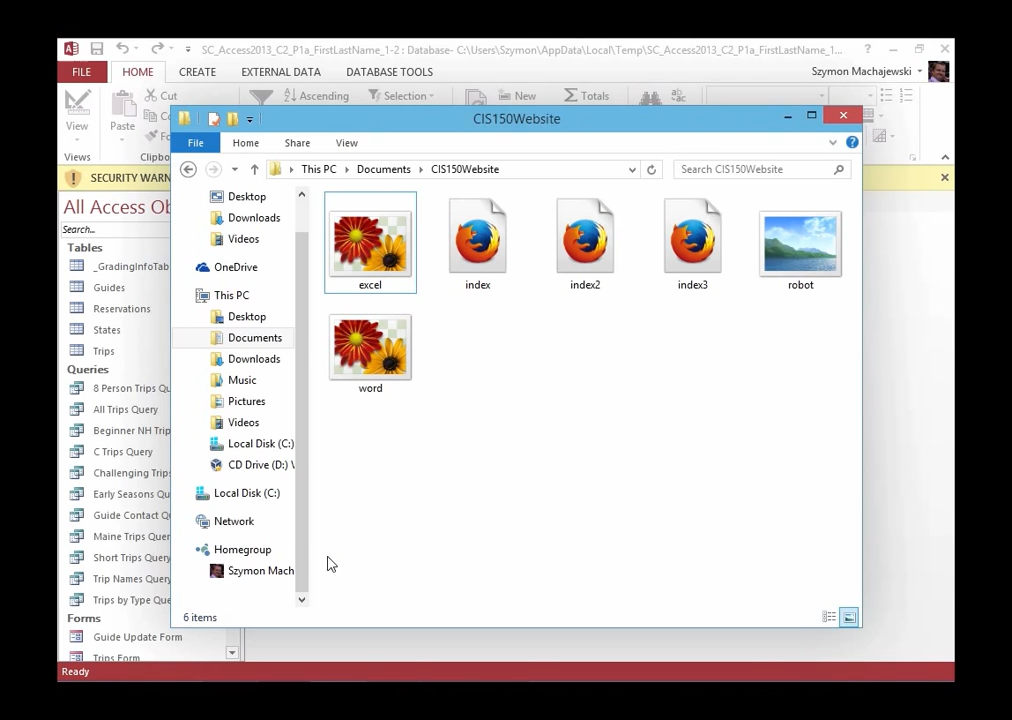 SC_Access2013_C2_P1a_FirstLastName_1-2 : Database- C:\Users\Szymon\AppData\Local\Temp\SC_Access2013_C2_P1a_FirstLastName_1...
FILE HOME CREATE EXTERNAL DATA DATABASE TOOLS Szymon Machajewski
View Paste Cut Ascending Selection New Totals
Views
CIS150Website
File Home Share View
This PC Documents CIS150Website Search CIS150Website
SECURITY WARN
All Access Ob
Search...
Tables
_GradingInfoTab
Guides
Reservations
States
Trips
Queries
8 Person Trips Qu
All Trips Query
Beginner NH Trip
C Trips Query
Challenging Trips
Early Seasons Qu
Guide Contact Q
Maine Trips Quer
Short Trips Query
Trip Names Query
Trips by Type Que
Forms
Guide Update Form
Trips Form
Desktop
Downloads
Videos
OneDrive
This PC
Desktop
Documents
Downloads
Music
Pictures
Videos
Local Disk (C:)
CD Drive (D:) V
Local Disk (C:)
Network
Homegroup
Szymon Mach
excel index index2 index3 robot
word
6 items
Ready